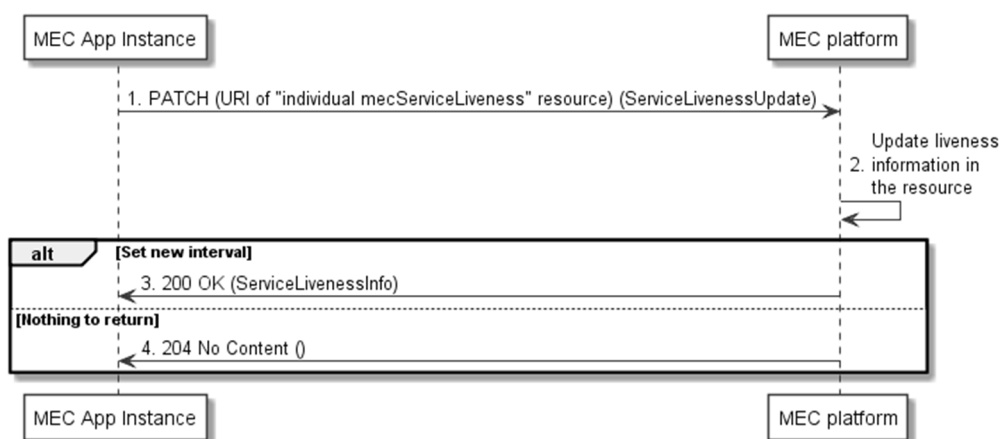 MEC App Instance
MEC platform
1. PATCH (URI of "individual mecServiceLiveness" resource) (ServiceLivenessUpdate)
Update liveness
2. information in
the resource
alt
[Set new interval]
3. 200 OK (ServiceLivenessInfo)
[Nothing to return]
4. 204 No Content ()
MEC App Instance
MEC platform